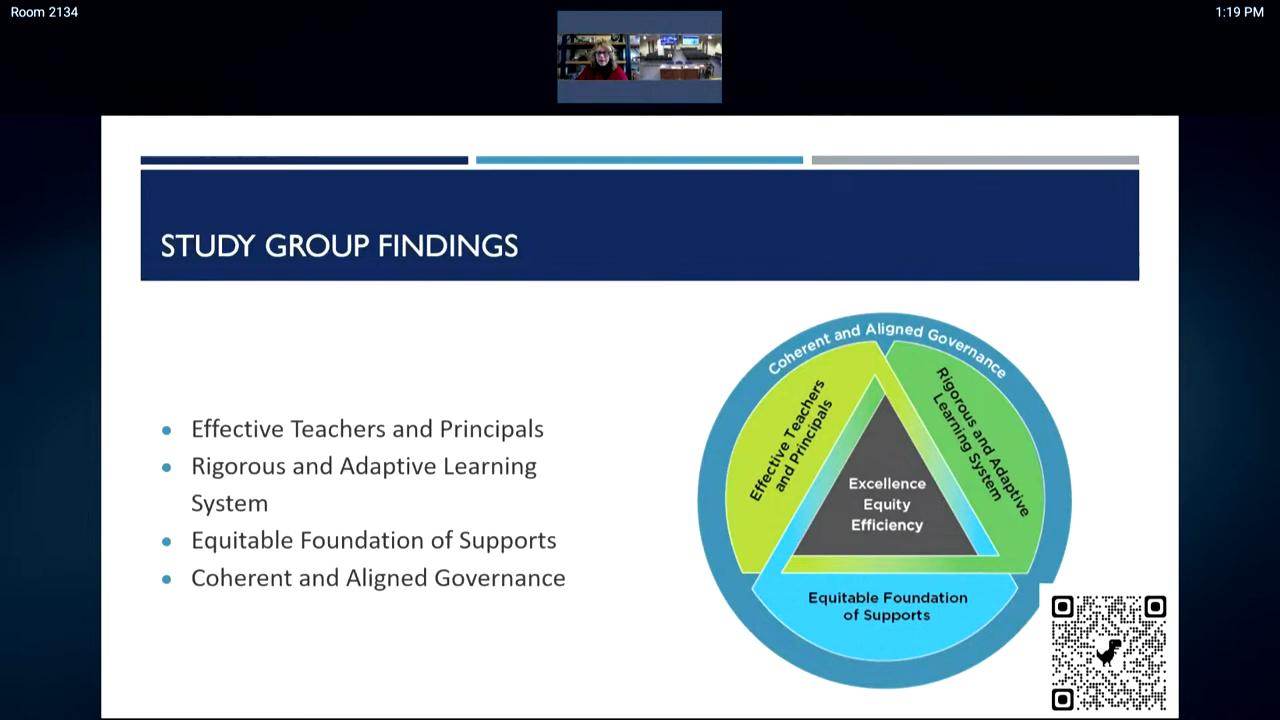 Room 2134
1:19 PM
STUDY GROUP FINDINGS
Effective Teachers and Principals
Rigorous and Adaptive Learning
System
Equitable Foundation of Supports
Coherent and Aligned Governance
Coherent and Aligned Governance
Effective Teachers
and Principals
Rigorous and Adaptive
Learning System
Excellence
Equity
Efficiency
Equitable Foundation
of Supports